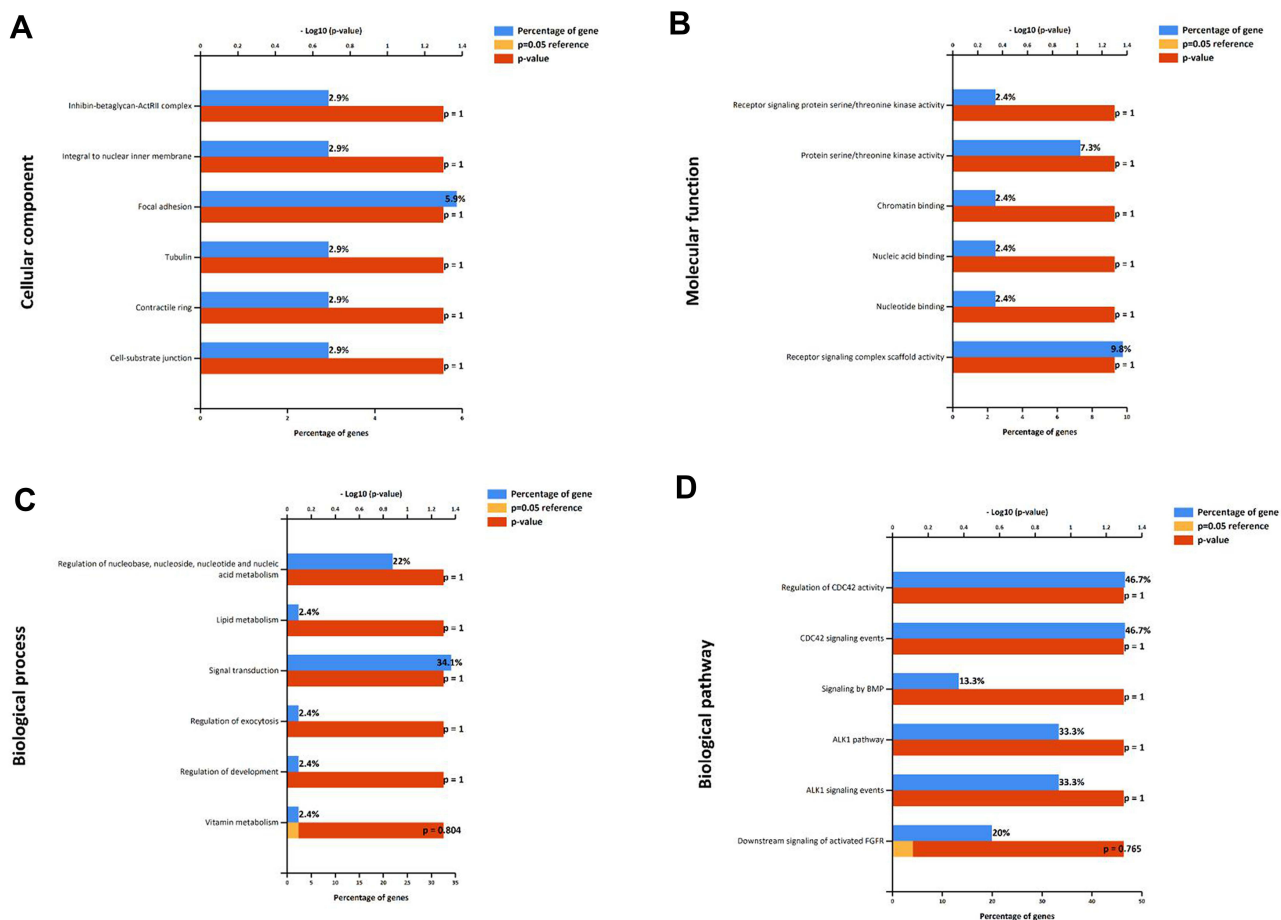 A
- Log10 (p-value)
0 0.2 0.4 0.6 0.8 1 1.2 1.4
Percentage of gene
p=0.05 reference
p-value
Cellular component
Inhibin-betaglycan-ActRII complex
2.9%
p = 1
Integral to nuclear inner membrane
2.9%
p = 1
Focal adhesion
5.9%
p = 1
Tubulin
2.9%
p = 1
Contractile ring
2.9%
p = 1
Cell-substrate junction
2.9%
p = 1
0 2 4 6
Percentage of genes
B
- Log10 (p-value)
0 0.2 0.4 0.6 0.8 1 1.2 1.4
Percentage of gene
p=0.05 reference
p-value
Molecular function
Receptor signaling protein serine/threonine kinase activity
2.4%
p = 1
Protein serine/threonine kinase activity
7.3%
p = 1
Chromatin binding
2.4%
p = 1
Nucleic acid binding
2.4%
p = 1
Nucleotide binding
2.4%
p = 1
Receptor signaling complex scaffold activity
9.8%
p = 1
0 2 4 6 8 10
Percentage of genes
C
- Log10 (p-value)
0 0.2 0.4 0.6 0.8 1 1.2 1.4
Percentage of gene
p=0.05 reference
p-value
Biological process
Regulation of nucleobase, nucleoside, nucleotide and nucleic
acid metabolism
22%
p = 1
Lipid metabolism
2.4%
p = 1
Signal transduction
34.1%
p = 1
Regulation of exocytosis
2.4%
p = 1
Regulation of development
2.4%
p = 1
Vitamin metabolism
2.4%
p = 0.804
0 5 10 15 20 25 30 35
Percentage of genes
D
- Log10 (p-value)
0 0.2 0.4 0.6 0.8 1 1.2 1.4
Percentage of gene
p=0.05 reference
p-value
Biological pathway
Regulation of CDC42 activity
46.7%
p = 1
CDC42 signaling events
46.7%
p = 1
Signaling by BMP
13.3%
p = 1
ALK1 pathway
33.3%
p = 1
ALK1 signaling events
33.3%
p = 1
Downstream signaling of activated FGFR
20%
p = 0.765
0 10 20 30 40 50
Percentage of genes